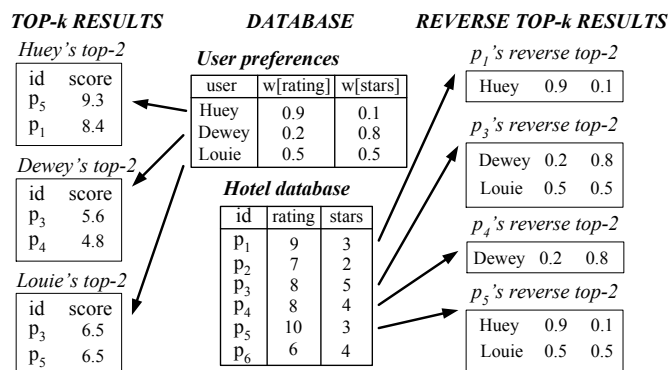 TOP-k RESULTS
Huey's top-2
id score
p5 9.3
p1 8.4
Dewey's top-2
id score
p3 5.6
p4 4.8
Louie's top-2
id score
p3 6.5
p5 6.5
DATABASE
User preferences
user w[rating] w[stars]
Huey 0.9 0.1
Dewey 0.2 0.8
Louie 0.5 0.5
Hotel database
id rating stars
p1 9 3
p2 7 2
p3 8 5
p4 8 4
p5 10 3
p6 6 4
REVERSE TOP-k RESULTS
p1's reverse top-2
Huey 0.9 0.1
p3's reverse top-2
Dewey 0.2 0.8
Louie 0.5 0.5
p4's reverse top-2
Dewey 0.2 0.8
p5's reverse top-2
Huey 0.9 0.1
Louie 0.5 0.5